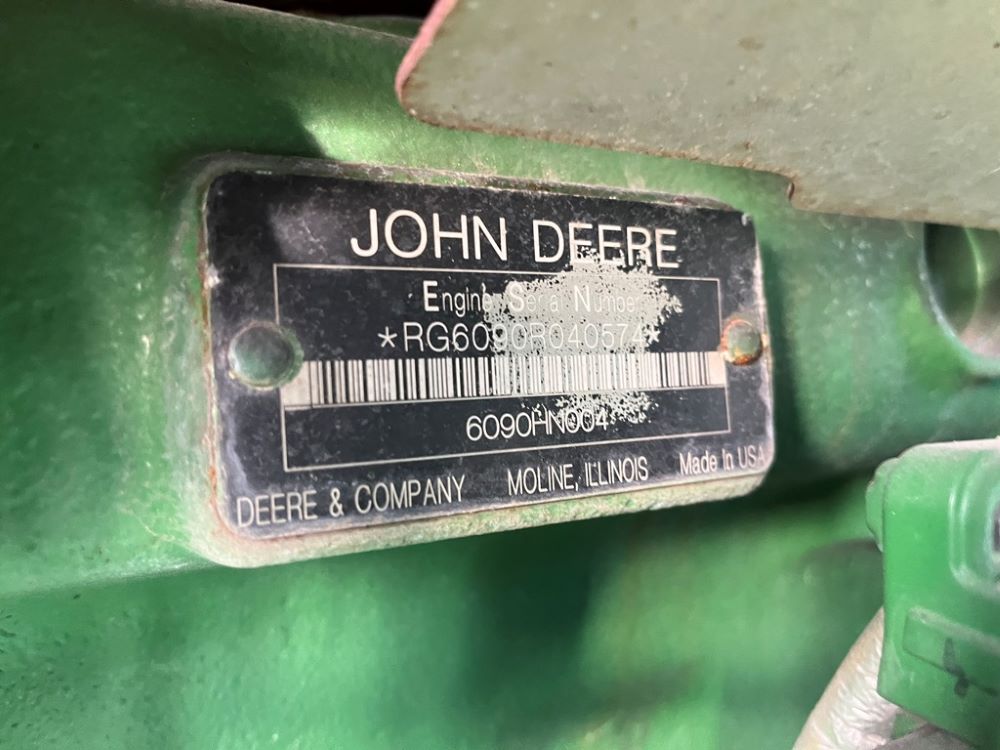 JOHN DEERE
Engine Serial Number
*RG6090R040574*
6090HN004
DEERE & COMPANY MOLINE, ILLINOIS Made In USA